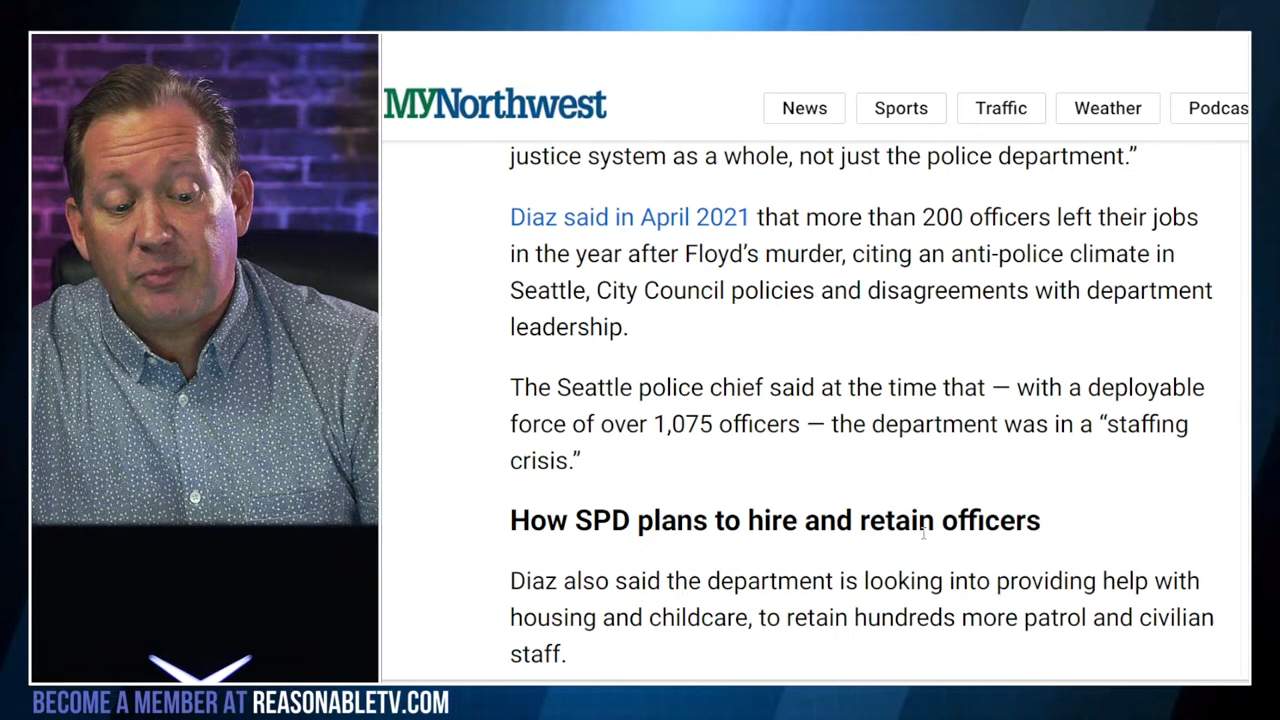 MYNorthwest
News
Sports
Traffic
Weather
Podcas
justice system as a whole, not just the police department.”
Diaz said in April 2021 that more than 200 officers left their jobs
in the year after Floyd’s murder, citing an anti-police climate in
Seattle, City Council policies and disagreements with department
leadership.
The Seattle police chief said at the time that — with a deployable
force of over 1,075 officers — the department was in a “staffing
crisis.”
How SPD plans to hire and retain officers
Diaz also said the department is looking into providing help with
housing and childcare, to retain hundreds more patrol and civilian
staff.
BECOME A MEMBER AT REASONABLETV.COM